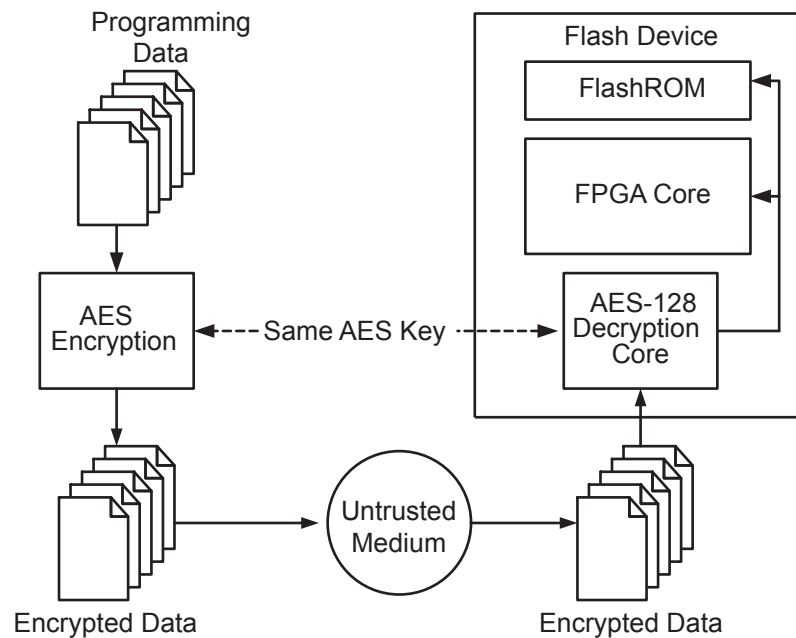 Programming
Data
Flash Device
FlashROM
FPGA Core
AES
Encryption
Same AES Key
AES-128
Decryption
Core
Untrusted
Medium
Encrypted Data
Encrypted Data